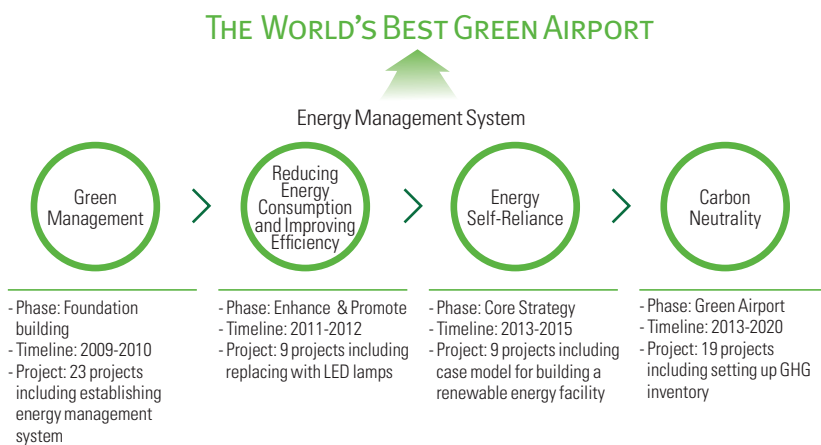 THE WORLD'S BEST GREEN AIRPORT
Energy Management System
Green
Management
Reducing
Energy
Consumption
and Improving
Efficiency
Energy
Self-Reliance
Carbon
Neutrality
- Phase: Foundation
building
- Timeline: 2009-2010
- Project: 23 projects
including establishing
energy management
system
- Phase: Enhance & Promote
- Timeline: 2011-2012
- Project: 9 projects including
replacing with LED lamps
- Phase: Core Strategy
- Timeline: 2013-2015
- Project: 9 projects including
case model for building a
renewable energy facility
- Phase: Green Airport
- Timeline: 2013-2020
- Project: 19 projects
including setting up GHG
inventory